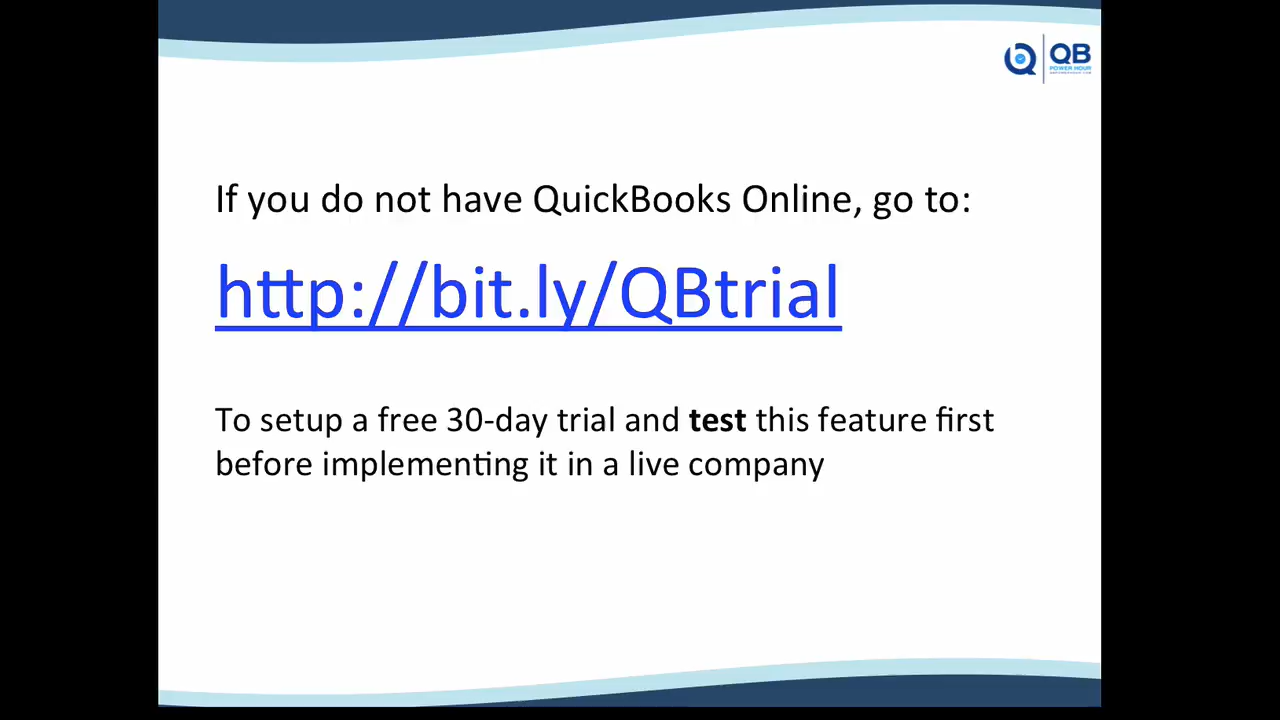 QB
POWER HOUR
If you do not have QuickBooks Online, go to:
http://bit.ly/QBtrial
To setup a free 30-day trial and test this feature first
before implementing it in a live company